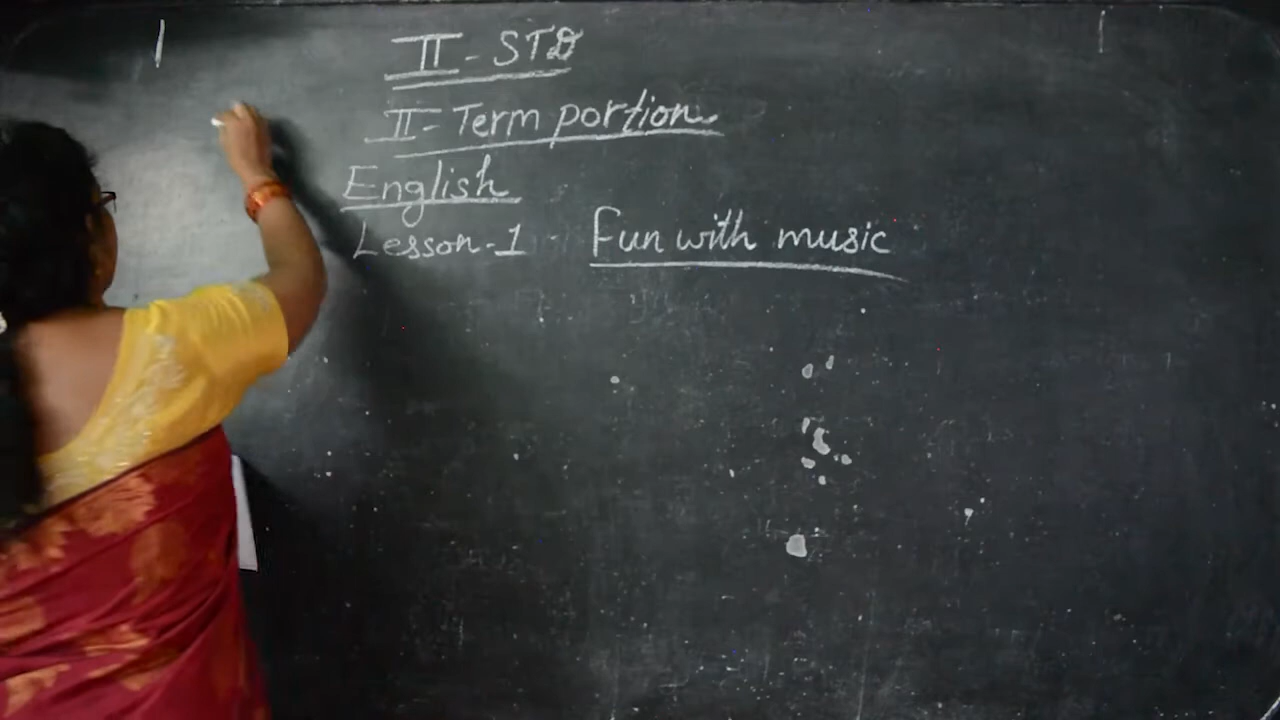 II - STD
II - Term portion
English
Lesson-1 - Fun with music